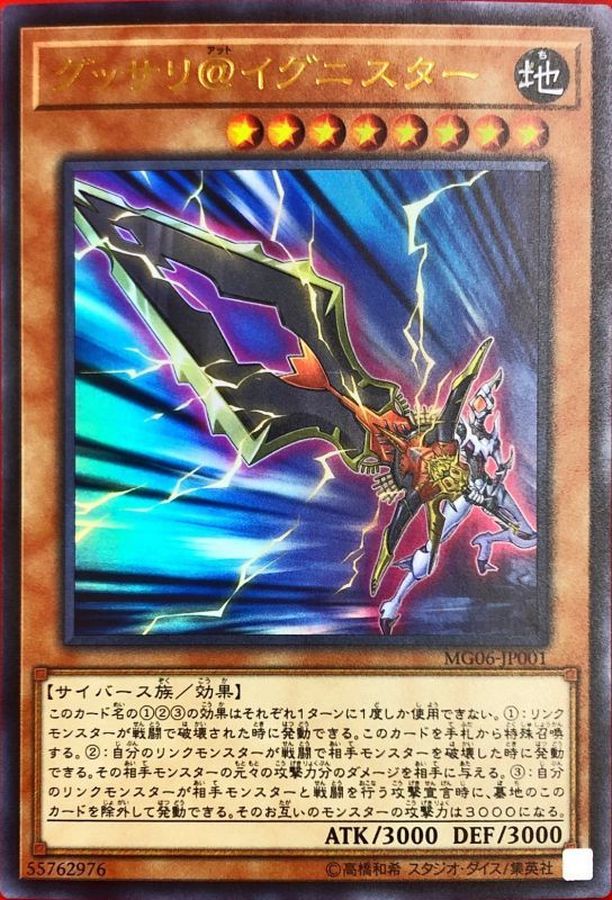 グッサリ@イグニスター
アット
地
ち
MG06-JP001
【サイバース族/効果】
このカード名の①②③の効果はそれぞれ1ターンに1度しか使用できない。①:リンク
モンスターが戦闘で破壊された時に発動できる。このカードを手札から特殊召喚
する。②:自分のリンクモンスターが戦闘で相手モンスターを破壊した時に発動
できる。その相手モンスターの元々の攻撃力分のダメージを相手に与える。③:自分
のリンクモンスターが相手モンスターと戦闘を行う攻撃宣言時に、墓地のこの
カードを除外して発動できる。そのお互いのモンスターの攻撃力は3000になる。
ATK/3000 DEF/3000
55762976
©高橋和希 スタジオ・ダイス/集英社